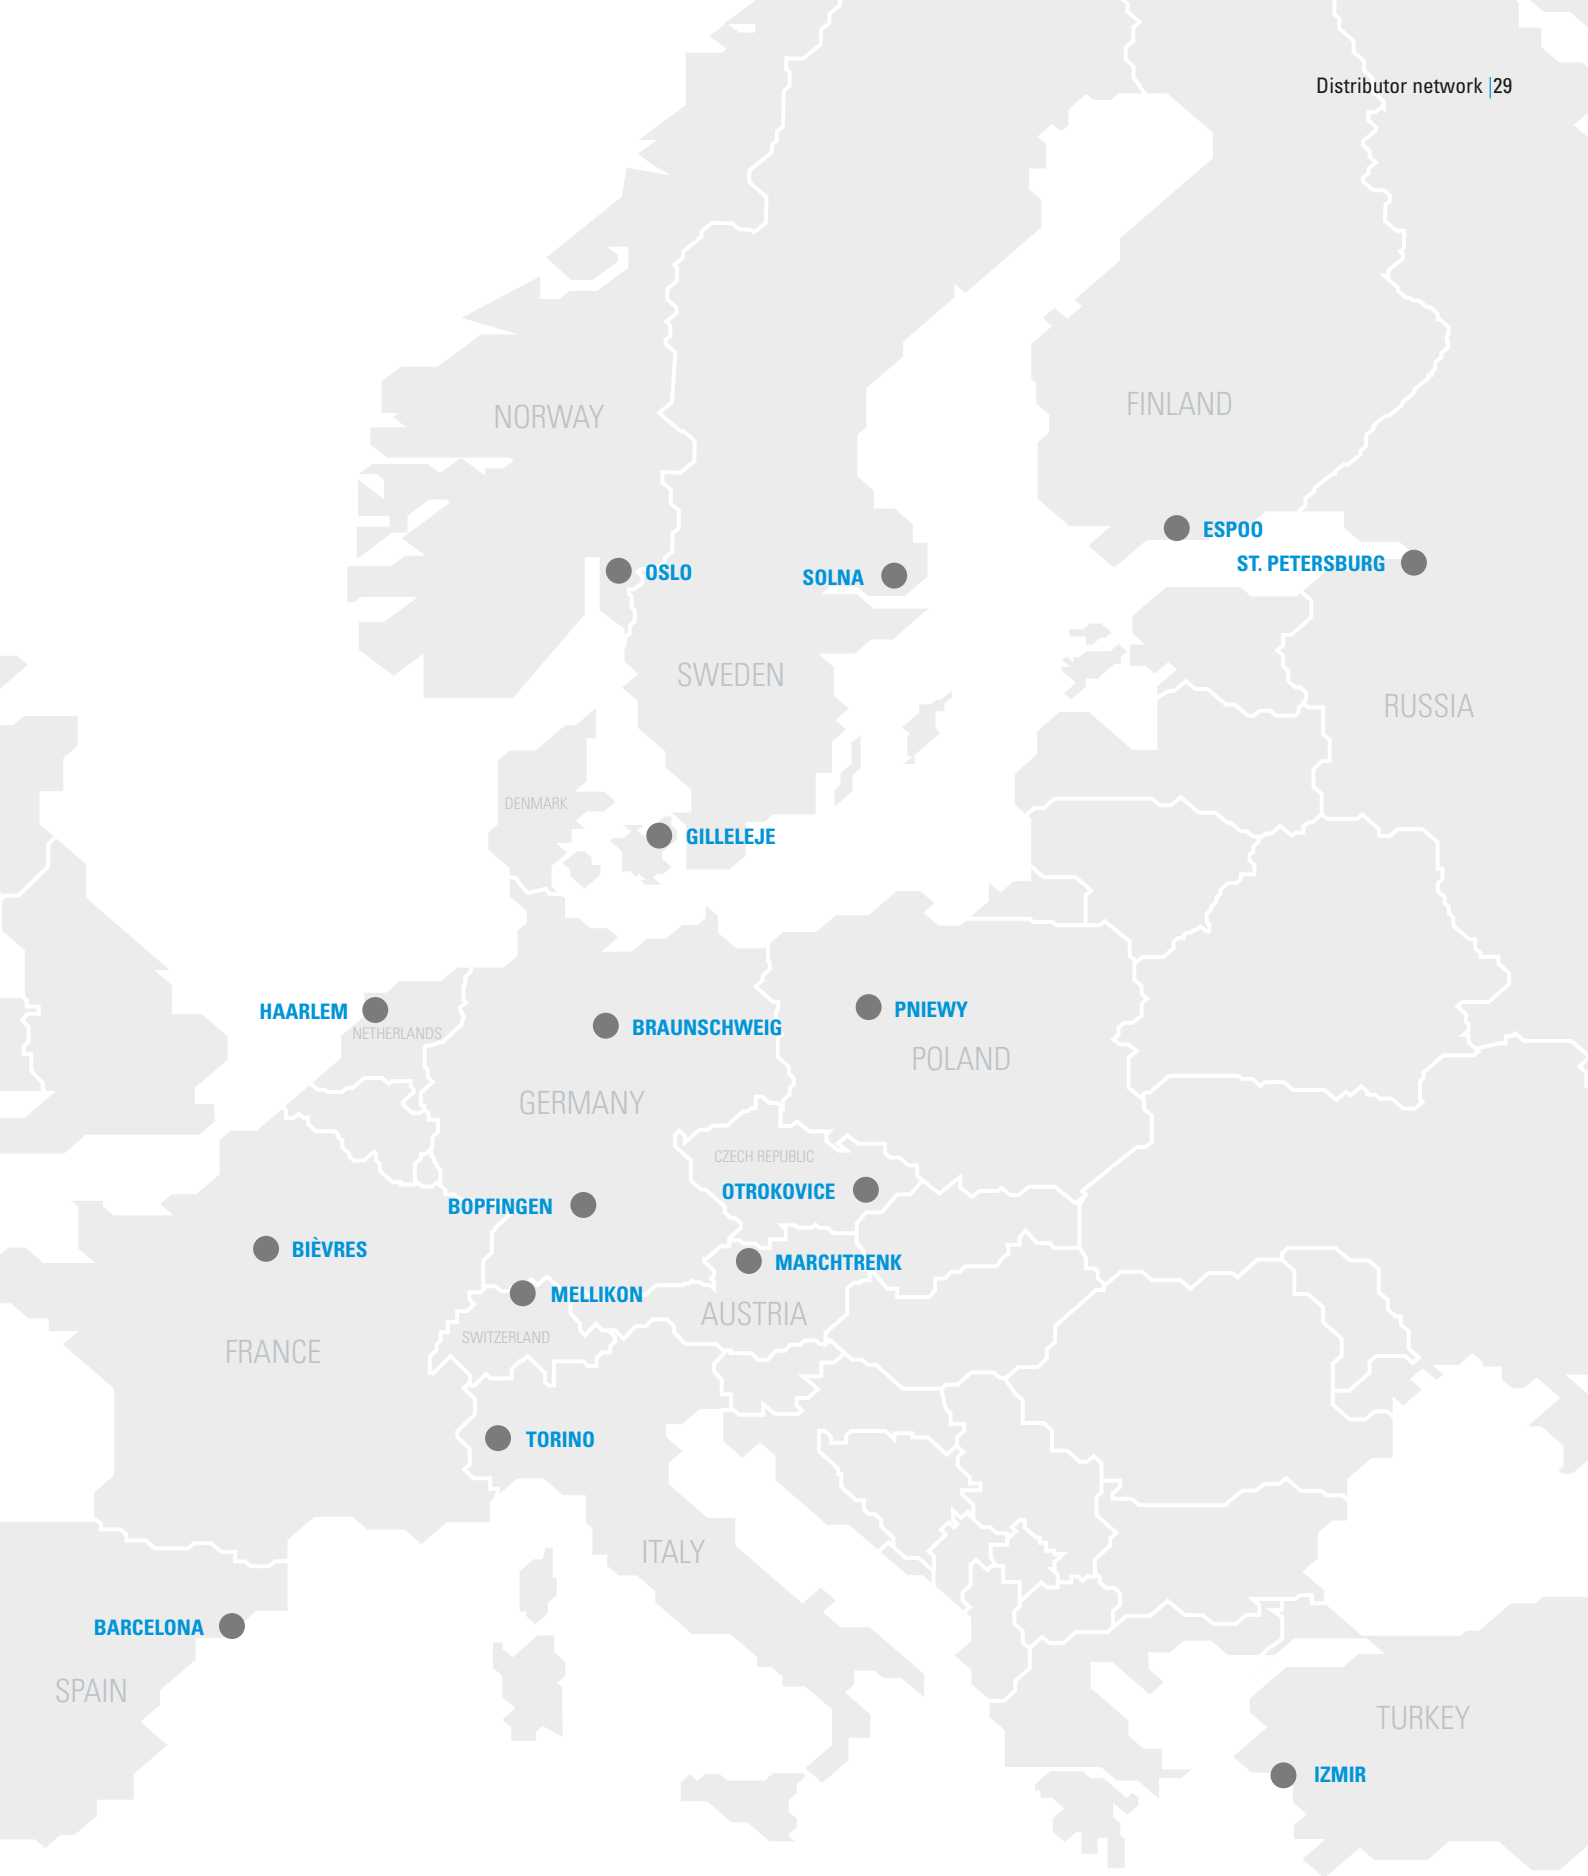 Distributor network |29
FINLAND
NORWAY
ESPOO
ST. PETERSBURG
OSLO
SOLNA
SWEDEN
RUSSIA
DENMARK
GILLELEJE
HAARLEM
NETHERLANDS
BRAUNSCHWEIG
PNIEWY
POLAND
GERMANY
CZECH REPUBLIC
OTROKOVICE
BOPFINGEN
BIÈVRES
MARCHTRENK
MELLIKON
AUSTRIA
SWITZERLAND
FRANCE
TORINO
ITALY
BARCELONA
SPAIN
TURKEY
IZMIR